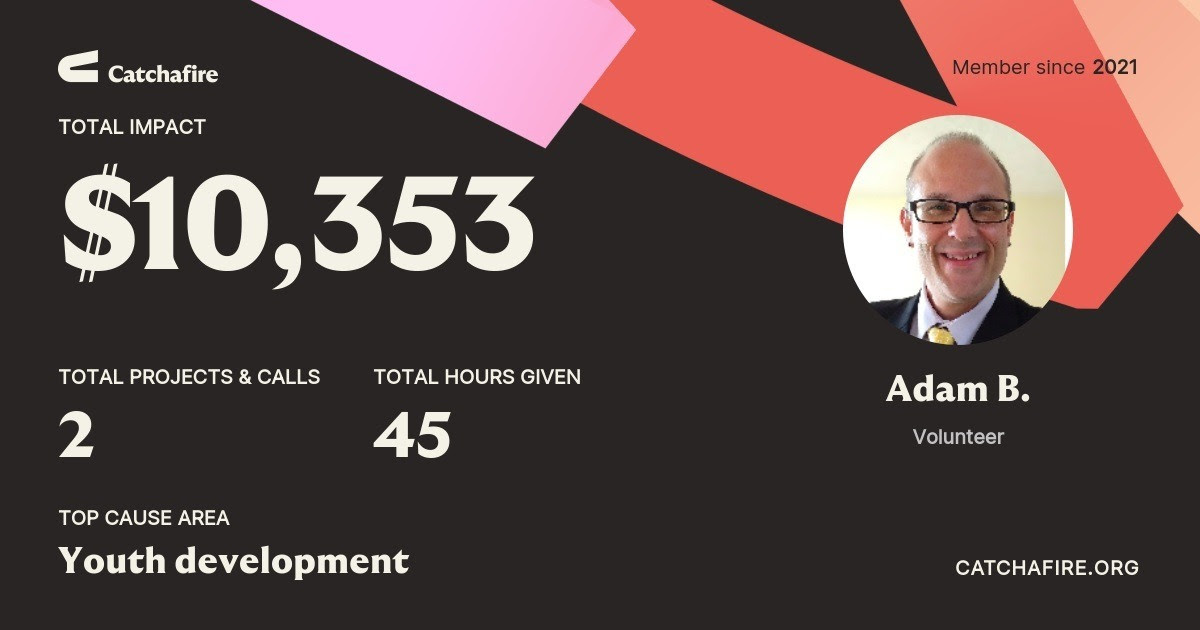 Catchafire
Member since 2021
TOTAL IMPACT
$10,353
TOTAL PROJECTS & CALLS
2
TOTAL HOURS GIVEN
45
Adam B.
Volunteer
TOP CAUSE AREA
Youth development
CATCHAFIRE.ORG